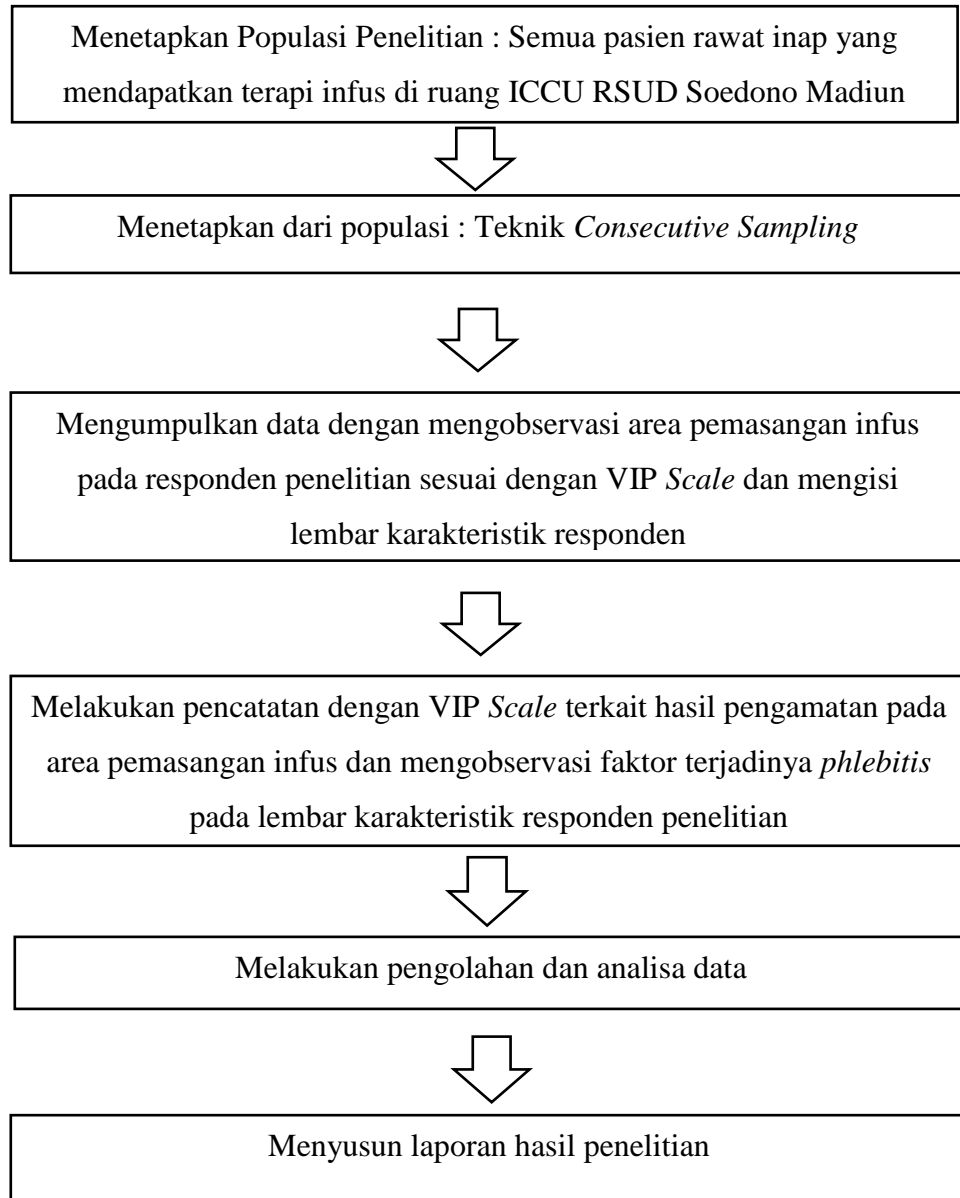 Menetapkan Populasi Penelitian : Semua pasien rawat inap yang
mendapatkan terapi infus di ruang ICCU RSUD Soedono Madiun
Menetapkan dari populasi : Teknik Consecutive Sampling
Mengumpulkan data dengan mengobservasi area pemasangan infus
pada responden penelitian sesuai dengan VIP Scale dan mengisi
lembar karakteristik responden
Melakukan pencatatan dengan VIP Scale terkait hasil pengamatan pada
area pemasangan infus dan mengobservasi faktor terjadinya phlebitis
pada lembar karakteristik responden penelitian
Melakukan pengolahan dan analisa data
Menyusun laporan hasil penelitian